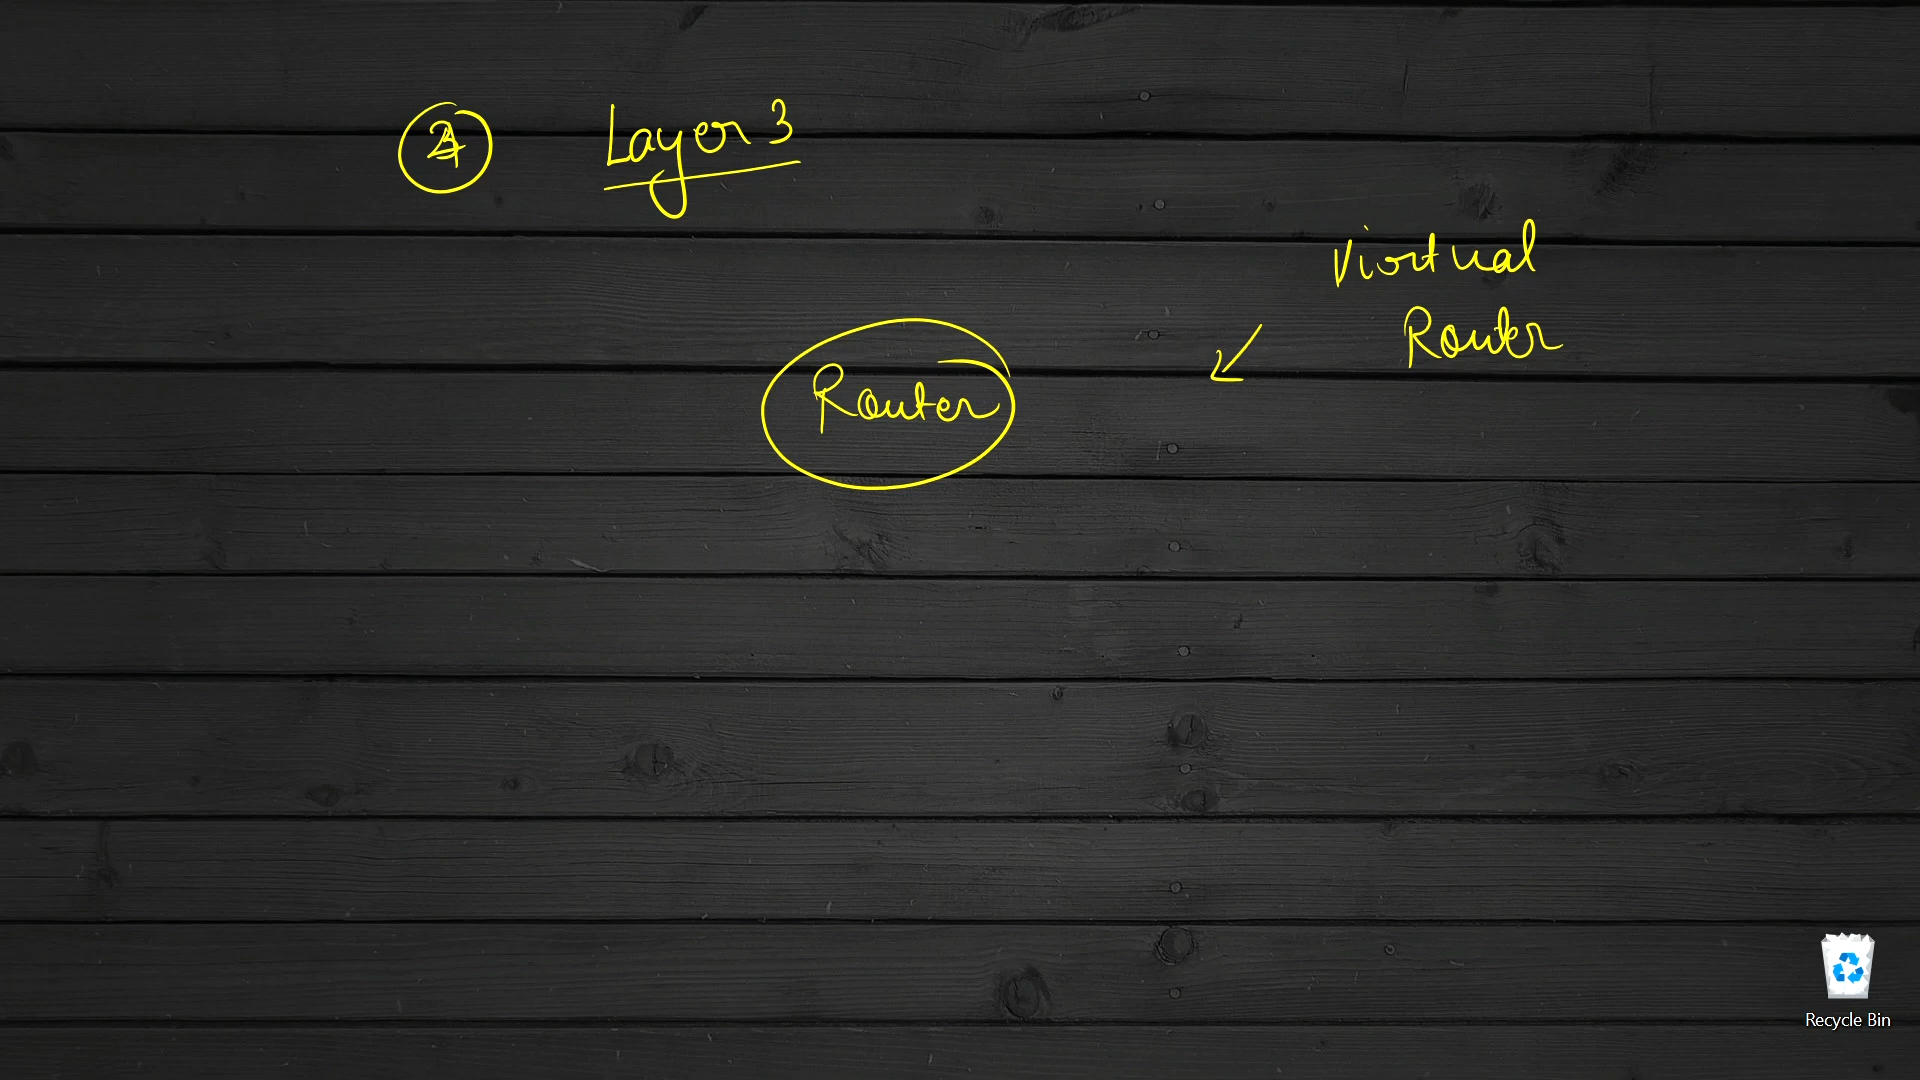 Layer 3
Virtual
Router
Router
Recycle Bin